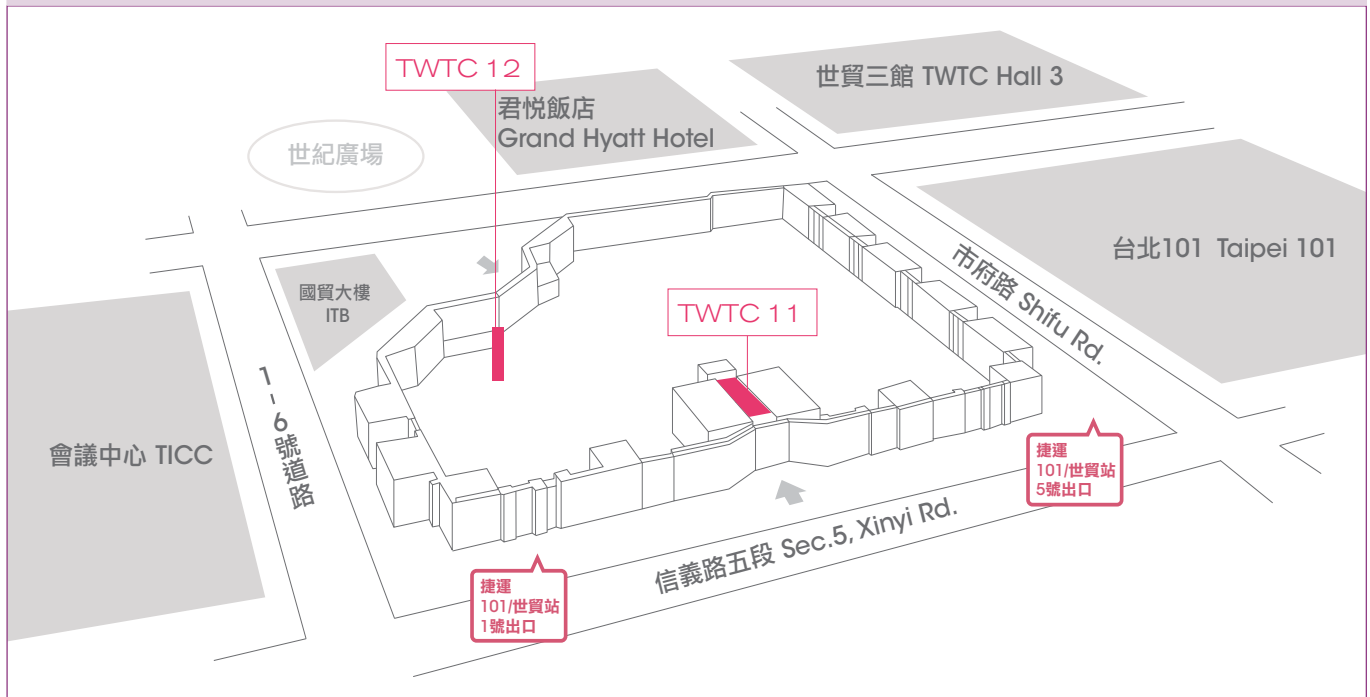 TWTC 12
世貿三館 TWTC Hall 3
君悦飯店
Grand Hyatt Hotel
世紀廣場
台北101 Taipei 101
市府路 Shifu Rd.
國貿大樓
ITB
TWTC 11
1-6號道路
會議中心 TICC
捷運
101/世貿站
5號出口
信義路五段 Sec.5, Xinyi Rd.
捷運
101/世貿站
1號出口